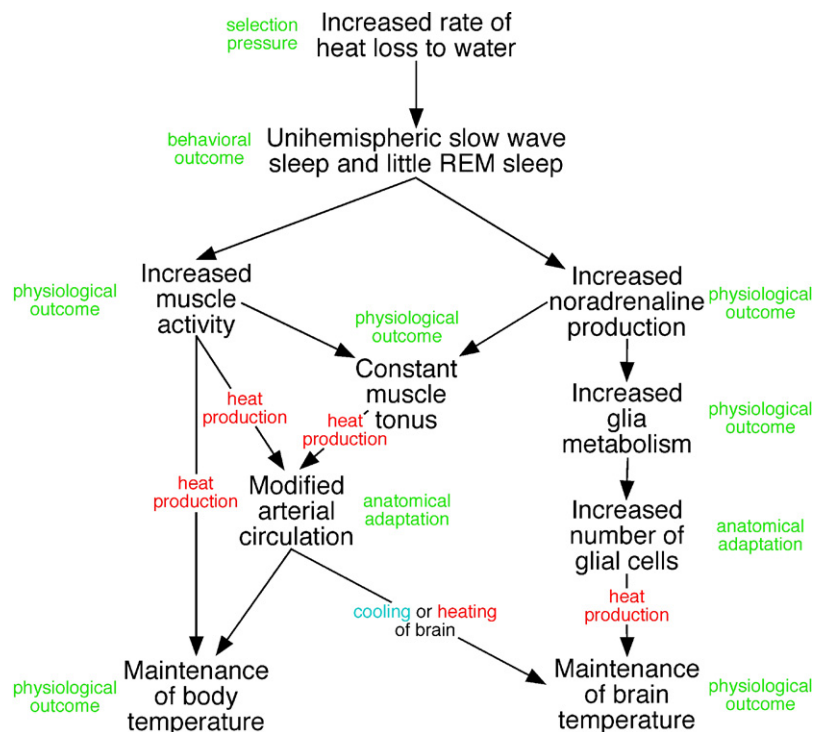 selection
pressure
Increased rate of
heat loss to water
behavioral
outcome
Unihemispheric slow wave
sleep and little REM sleep
physiological
outcome
Increased
muscle
activity
physiological
outcome
Constant
muscle
tonus
Increased
noradrenaline
production
physiological
outcome
heat
production
heat
production
heat
production
Increased
glia
metabolism
physiological
outcome
Modified
arterial
circulation
anatomical
adaptation
Increased
number of
glial cells
anatomical
adaptation
cooling or heating
of brain
heat
production
physiological
outcome
Maintenance
of body
temperature
Maintenance
of brain
temperature
physiological
outcome